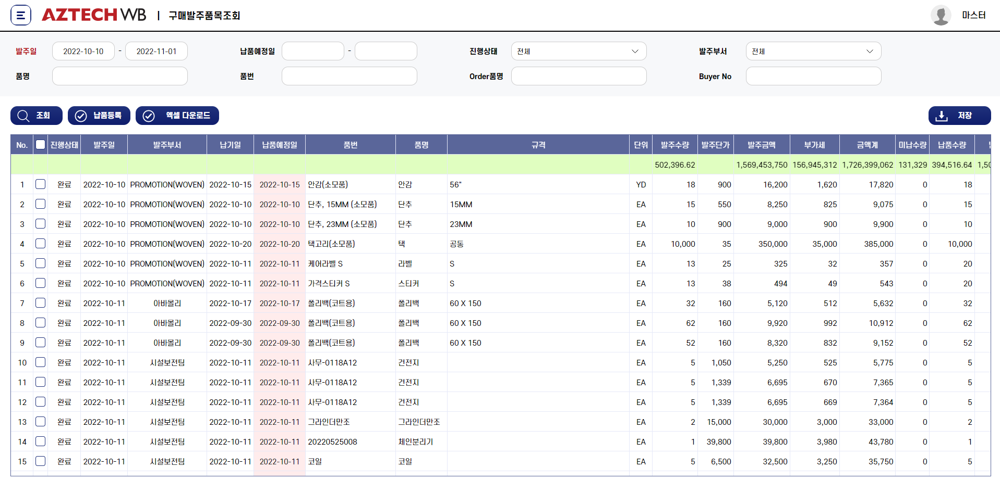 AZTECH WB | 구매발주품목조회 마스터
발주일 2022-10-10 - 2022-11-01 납품예정일 - 진행상태 전체 발주부서 전체
품명 품번 Order품명 Buyer No
조회 납품등록 엑셀 다운로드 저장
No. 진행상태 발주일 발주부서 납기일 납품예정일 품번 품명 규격 단위 발주수량 발주단가 발주금액 부가세 금액계 미납수량 납품수량
502,396.62 1,569,453,750 156,945,312 1,726,399,062 131,329 394,516.64 1,50
1 완료 2022-10-10 PROMOTION(WOVEN) 2022-10-15 2022-10-15 안감(소모품) 안감 56" YD 18 900 16,200 1,620 17,820 0 18
2 완료 2022-10-10 PROMOTION(WOVEN) 2022-10-10 2022-10-10 단추, 15MM (소모품) 단추 15MM EA 15 550 8,250 825 9,075 0 15
3 완료 2022-10-10 PROMOTION(WOVEN) 2022-10-10 2022-10-10 단추, 23MM (소모품) 단추 23MM EA 10 900 9,000 900 9,900 0 10
4 완료 2022-10-10 PROMOTION(WOVEN) 2022-10-20 2022-10-20 택고리(소모품) 택 공통 EA 10,000 35 350,000 35,000 385,000 0 10,000
5 완료 2022-10-10 PROMOTION(WOVEN) 2022-10-11 2022-10-11 케어라벨 S 라벨 S EA 13 25 325 32 357 0 20
6 완료 2022-10-10 PROMOTION(WOVEN) 2022-10-11 2022-10-11 가격스티커 S 스티커 S EA 13 38 494 49 543 0 20
7 완료 2022-10-11 아바몰리 2022-10-17 2022-10-17 폴리백(코트용) 폴리백 60 X 150 EA 32 160 5,120 512 5,632 0 32
8 완료 2022-10-11 아바몰리 2022-09-30 2022-09-30 폴리백(코트용) 폴리백 60 X 150 EA 62 160 9,920 992 10,912 0 62
9 완료 2022-10-11 아바몰리 2022-09-30 2022-09-30 폴리백(코트용) 폴리백 60 X 150 EA 52 160 8,320 832 9,152 0 52
10 완료 2022-10-11 시설보전팀 2022-10-11 2022-10-11 사무-0118A12 건전지 EA 5 1,050 5,250 525 5,775 0 5
11 완료 2022-10-11 시설보전팀 2022-10-11 2022-10-11 사무-0118A12 건전지 EA 5 1,339 6,695 670 7,365 0 5
12 완료 2022-10-11 시설보전팀 2022-10-11 2022-10-11 사무-0118A12 건전지 EA 5 1,339 6,695 669 7,364 0 5
13 완료 2022-10-11 시설보전팀 2022-10-11 2022-10-11 그라인더만조 그라인더만조 EA 2 15,000 30,000 3,000 33,000 0 2
14 완료 2022-10-11 시설보전팀 2022-10-11 2022-10-11 20220525008 체인분리기 EA 1 39,800 39,800 3,980 43,780 0 1
15 완료 2022-10-11 시설보전팀 2022-10-11 2022-10-11 코일 코일 EA 5 6,500 32,500 3,250 35,750 0 5